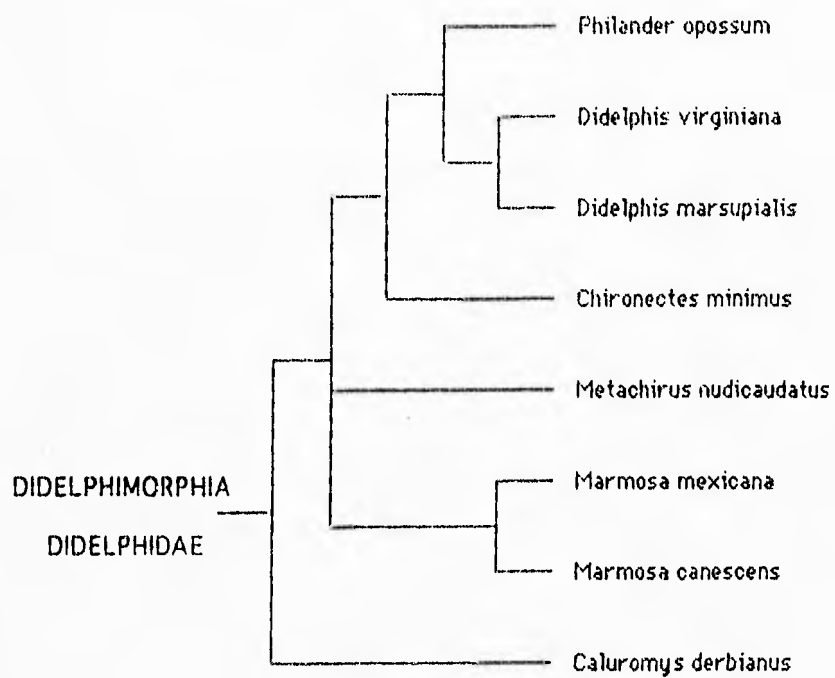 Philander opossum
Didelphis virginiana
Didelphis marsupialis
Chironectes minimus
Metachirus nudicaudatus
Marmosa mexicana
DIDELPHIMORPHIA
DIDELPHIDAE
Marmosa canescens
Caluromys derbianus